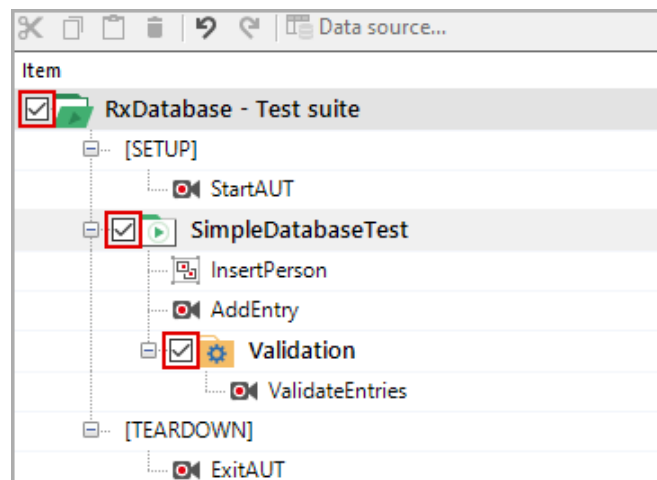 Data source...
Item
RxDatabase - Test suite
[SETUP]
StartAUT
SimpleDatabaseTest
InsertPerson
AddEntry
Validation
ValidateEntries
[TEARDOWN]
ExitAUT